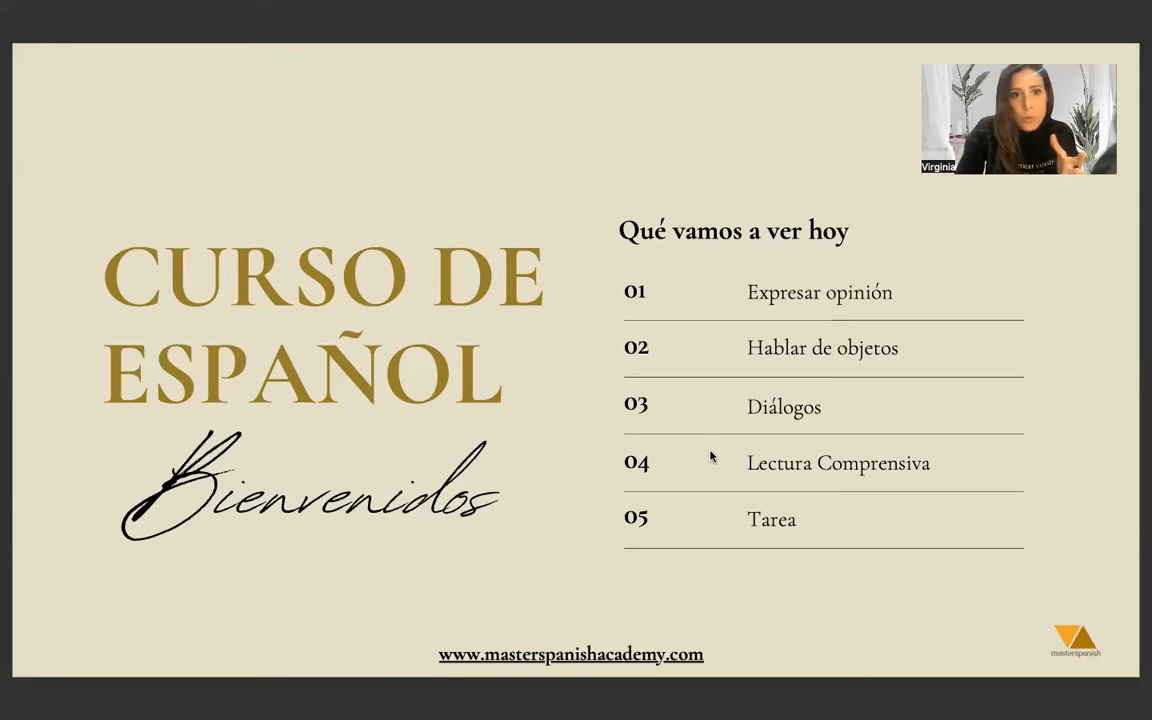 Virginia
CURSO DE
ESPAÑOL
Bienvenidos
Qué vamos a ver hoy
01 Expresar opinión
02 Hablar de objetos
03 Diálogos
04 Lectura Comprensiva
05 Tarea
www.masterspanishacademy.com
masterspanish